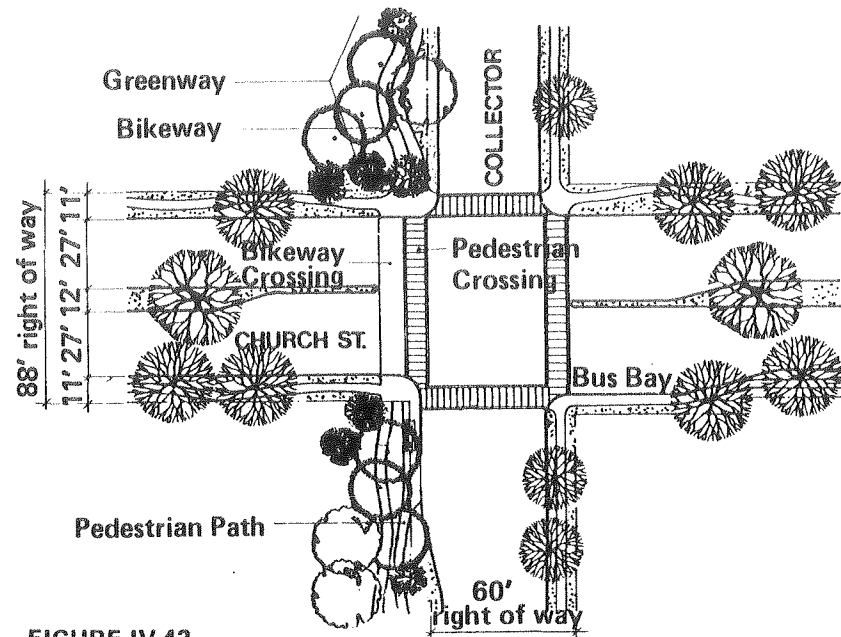 Greenway
Bikeway
COLLECTOR
88' right of way
11' 27' 12' 27' 11'
Bikeway
Crossing
Pedestrian
Crossing
CHURCH ST.
Bus Bay
Pedestrian Path
60'
right of way
FIGURE IV-42